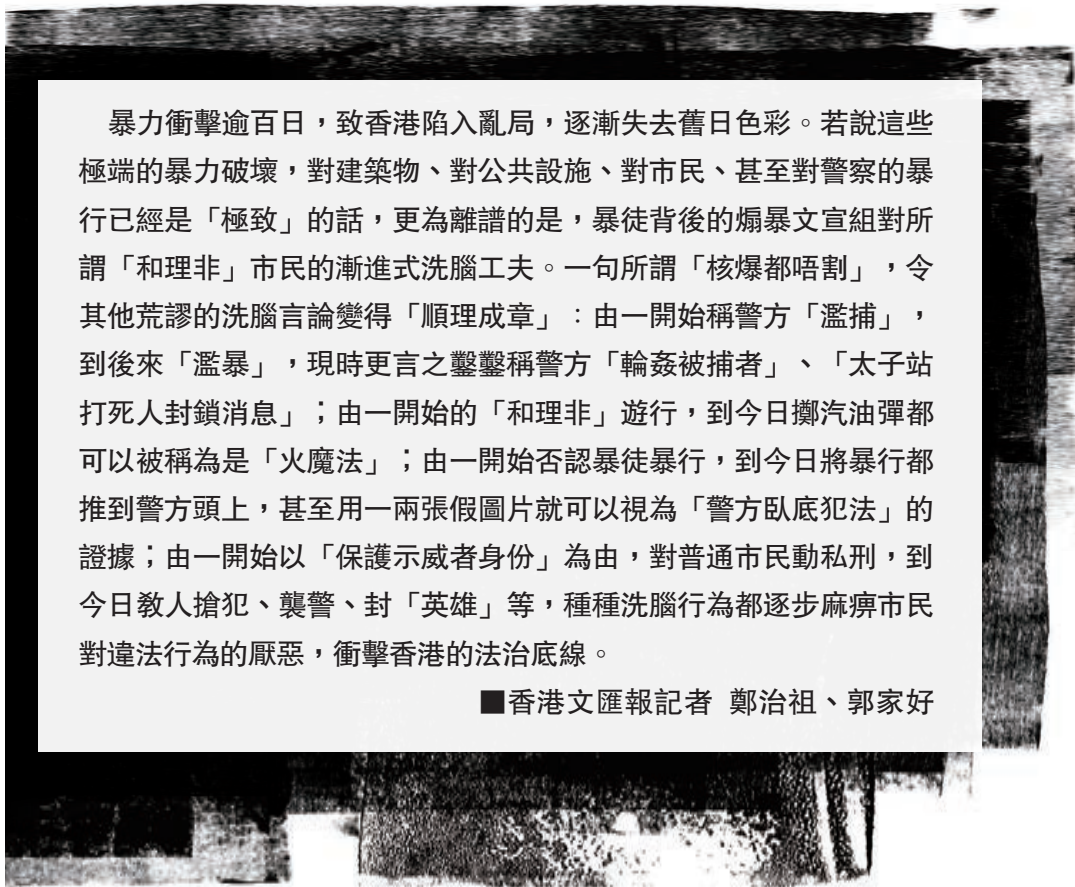 暴力衝擊逾百日，致香港陷入亂局，逐漸失去舊日色彩。若說這些
極端的暴力破壞，對建築物、對公共設施、對市民、甚至對警察的暴
行已經是「極致」的話，更為離譜的是，暴徒背後的煽暴文宣組對所
謂「和理非」市民的漸進式洗腦工夫。一句所謂「核爆都唔割」，令
其他荒謬的洗腦言論變得「順理成章」：由一開始稱警方「濫捕」，
到後來「濫暴」，現時更言之鑿鑿稱警方「輪姦被捕者」、「太子站
打死人封鎖消息」；由一開始的「和理非」遊行，到今日擲汽油彈都
可以被稱為是「火魔法」；由一開始否認暴徒暴行，到今日將暴行都
推到警方頭上，甚至用一兩張假圖片就可以視為「警方臥底犯法」的
證據；由一開始以「保護示威者身份」為由，對普通市民動私刑，到
今日教人搶犯、襲警、封「英雄」等，種種洗腦行為都逐步麻痹市民
對違法行為的厭惡，衝擊香港的法治底線。
■香港文匯報記者 鄭治祖、郭家好